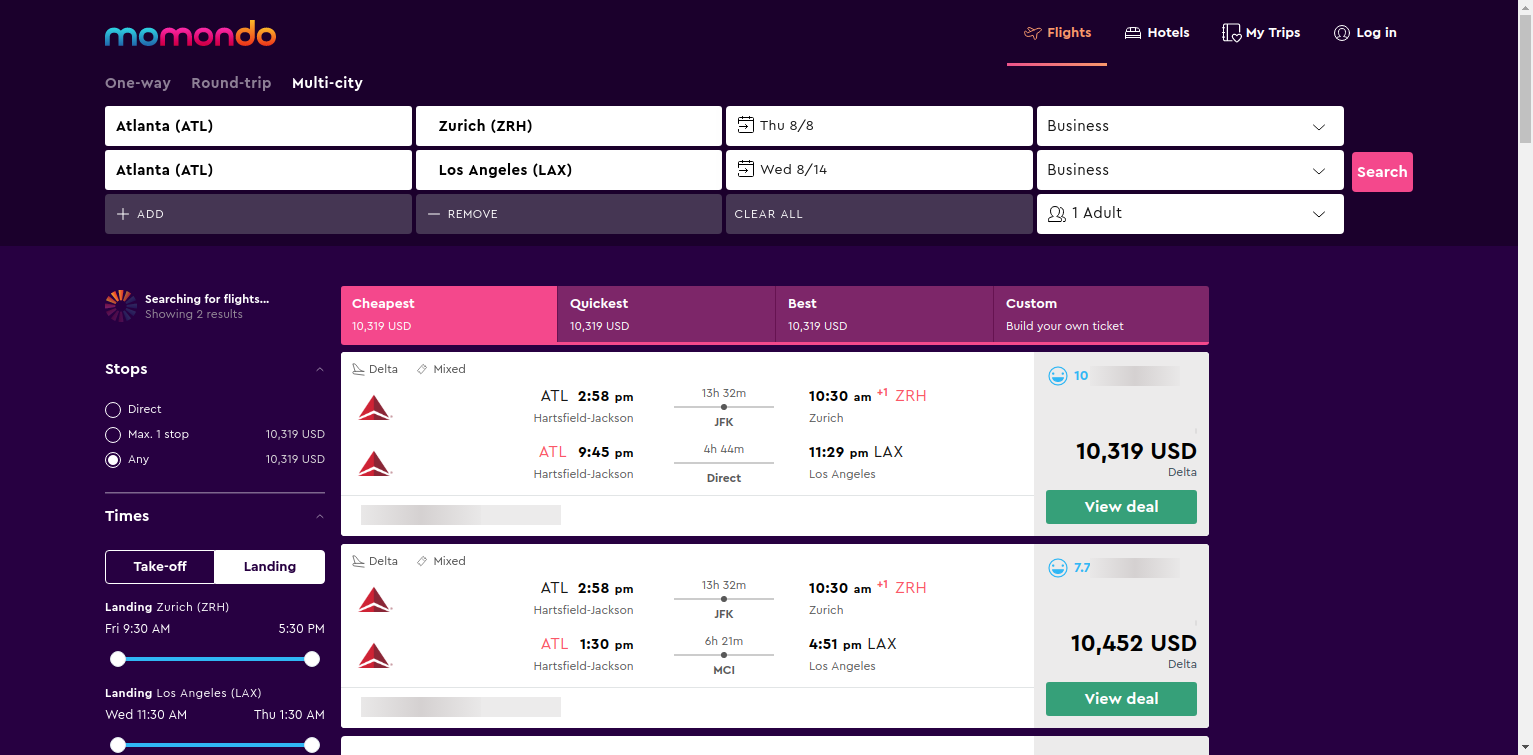 momondo
Flights
Hotels
My Trips
Log in
One-way
Round-trip
Multi-city
Atlanta (ATL)
Zurich (ZRH)
Thu 8/8
Business
Atlanta (ATL)
Los Angeles (LAX)
Wed 8/14
Business
Search
ADD
REMOVE
CLEAR ALL
1 Adult
Searching for flights...
Showing 2 results
Cheapest
10,319 USD
Quickest
10,319 USD
Best
10,319 USD
Custom
Build your own ticket
Stops
Direct
Max. 1 stop 10,319 USD
Any 10,319 USD
Times
Take-off
Landing
Landing Zurich (ZRH)
Fri 9:30 AM 5:30 PM
Landing Los Angeles (LAX)
Wed 11:30 AM Thu 1:30 AM
Delta Mixed
ATL 2:58 pm 13h 32m 10:30 am +1 ZRH
Hartsfield-Jackson JFK Zurich
ATL 9:45 pm 4h 44m 11:29 pm LAX
Hartsfield-Jackson Direct Los Angeles
10
10,319 USD
Delta
View deal
Delta Mixed
ATL 2:58 pm 13h 32m 10:30 am +1 ZRH
Hartsfield-Jackson JFK Zurich
ATL 1:30 pm 6h 21m 4:51 pm LAX
Hartsfield-Jackson MCI Los Angeles
7.7
10,452 USD
Delta
View deal